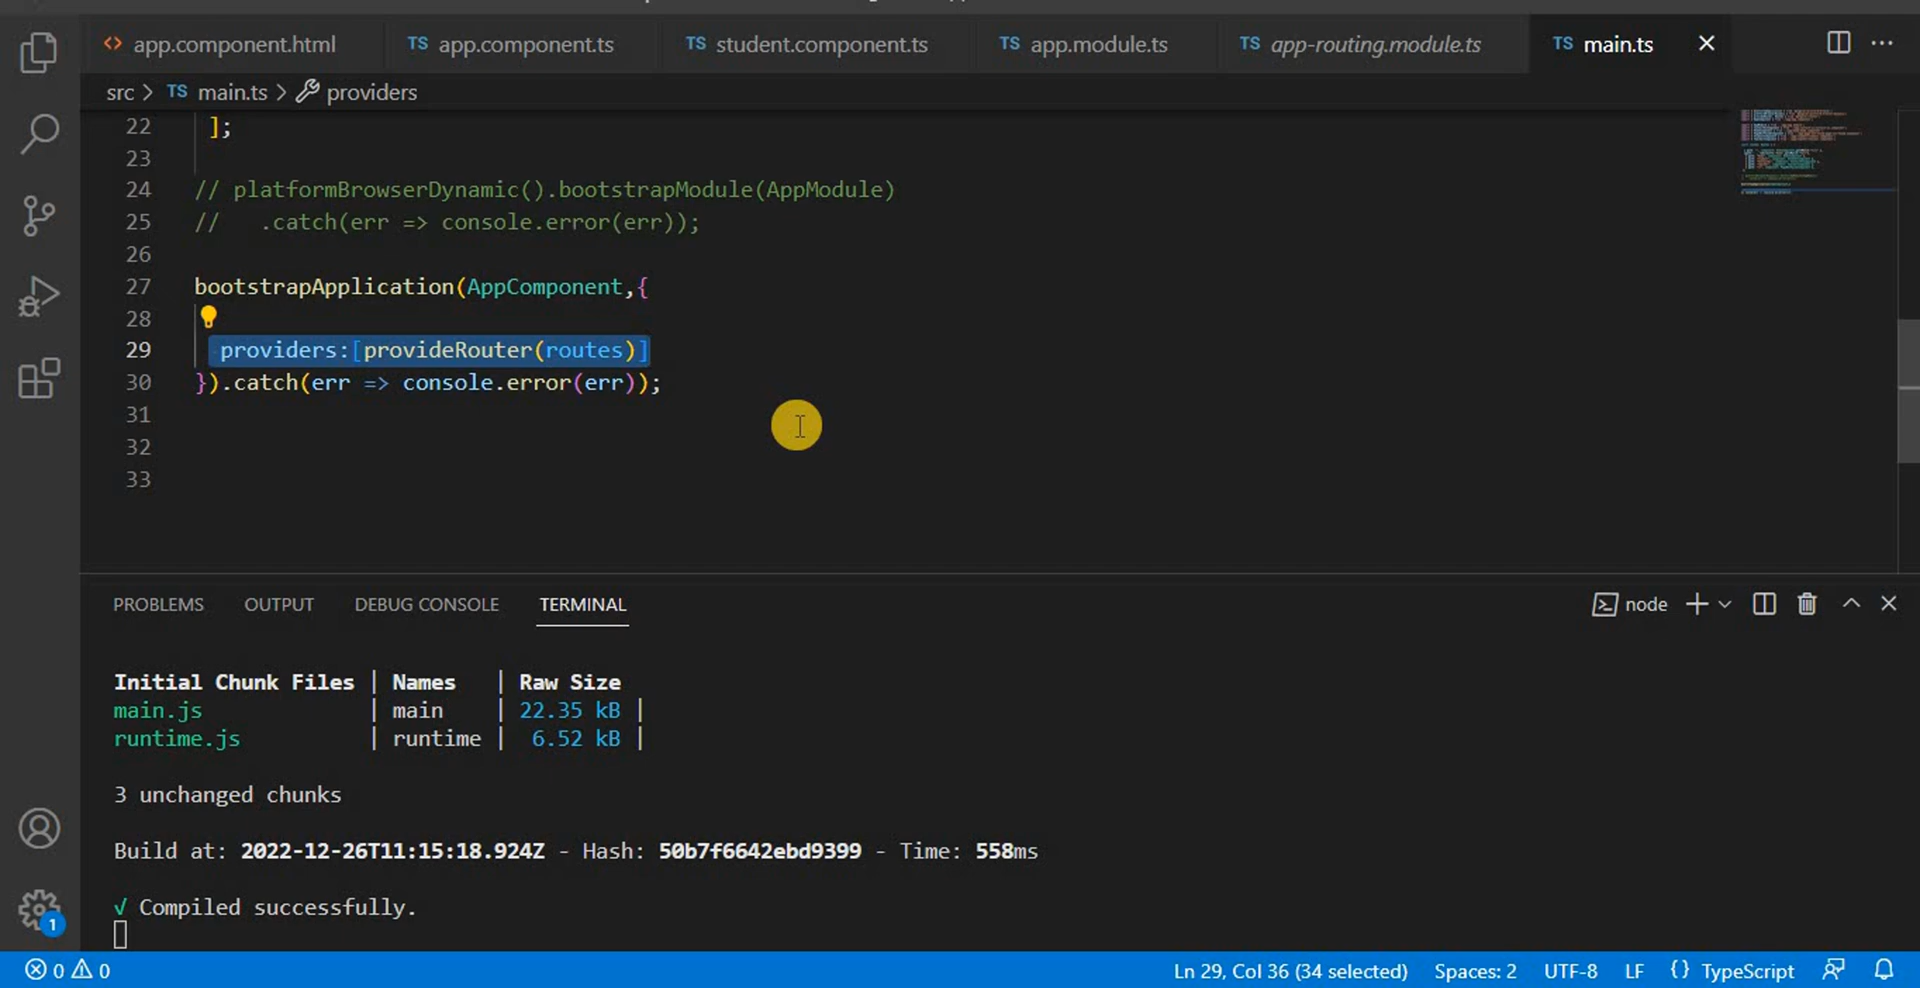 <> app.component.html TS app.component.ts TS student.component.ts TS app.module.ts TS app-routing.module.ts TS main.ts
src > TS main.ts > providers
22 ];
23
24 // platformBrowserDynamic().bootstrapModule(AppModule)
25 //   .catch(err => console.error(err));
26
27 bootstrapApplication(AppComponent,{
28
29 providers:[provideRouter(routes)]
30 }).catch(err => console.error(err));
31
32
33
PROBLEMS OUTPUT DEBUG CONSOLE TERMINAL node
Initial Chunk Files | Names | Raw Size
main.js | main | 22.35 kB |
runtime.js | runtime | 6.52 kB |
3 unchanged chunks
Build at: 2022-12-26T11:15:18.924Z - Hash: 50b7f6642ebd9399 - Time: 558ms
√ Compiled successfully.
1
0 0 Ln 29, Col 36 (34 selected) Spaces: 2 UTF-8 LF {} TypeScript